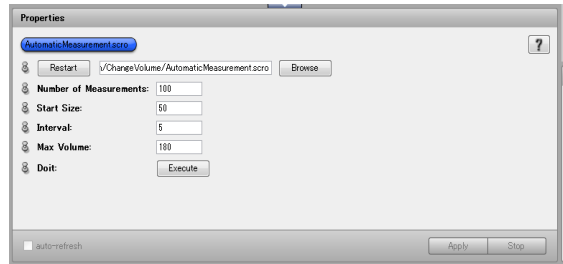 Properties
AutomaticMeasurement.scro
?
Restart ı/ChangeVolume/AutomaticMeasurement.scro Browse
Number of Measurements: 100
Start Size: 50
Interval: 5
Max Volume: 180
Doit: Execute
auto-refresh Apply Stop